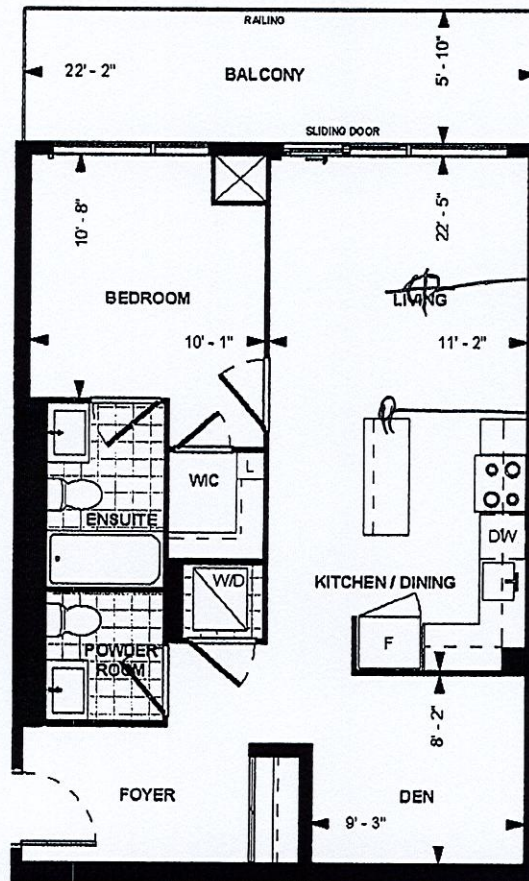 RAILING
22' - 2"
BALCONY
5' - 10"
SLIDING DOOR
10' - 8"
22' - 5"
BEDROOM
LIVING
10' - 1"
11' - 2"
WIC
L
ENSUITE
DW
W/D
KITCHEN / DINING
F
POWDER
ROOM
8' - 2"
FOYER
DEN
9' - 3"